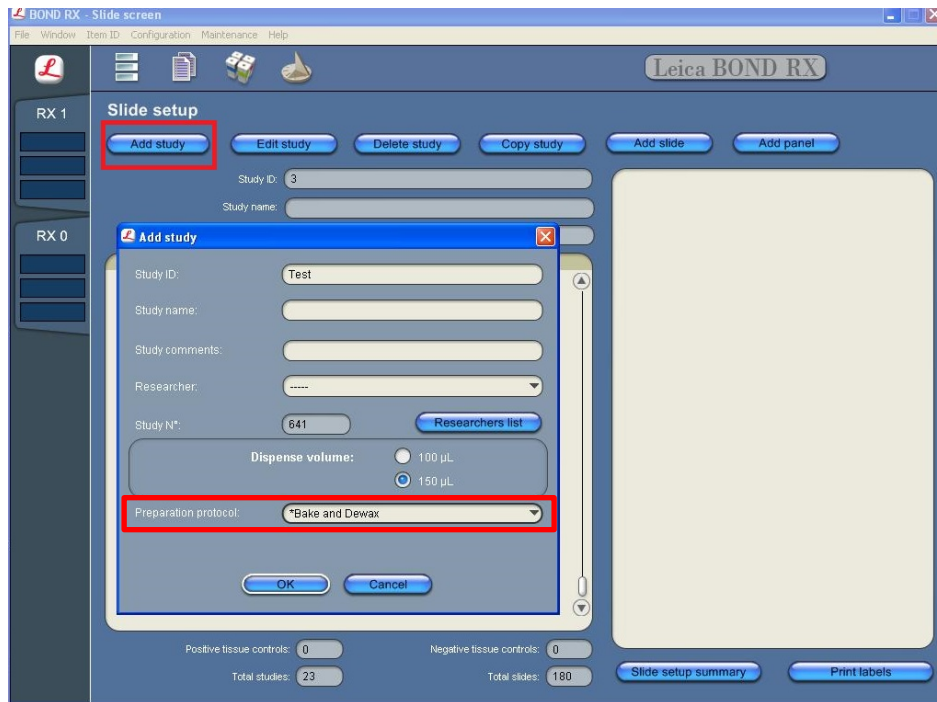 BOND RX - Slide screen
File Window Item ID Configuration Maintenance Help
Leica BOND RX
RX 1
RX 0
Slide setup
Add study Edit study Delete study Copy study Add slide Add panel
Study ID: 3
Study name:
Add study
Study ID: Test
Study name:
Study comments:
Researcher: -----
Study N°: 641 Researchers list
Dispense volume: 100 µL
150 µL
Preparation protocol: *Bake and Dewax
OK Cancel
Positive tissue controls: 0 Negative tissue controls: 0
Total studies: 23 Total slides: 180
Slide setup summary Print labels